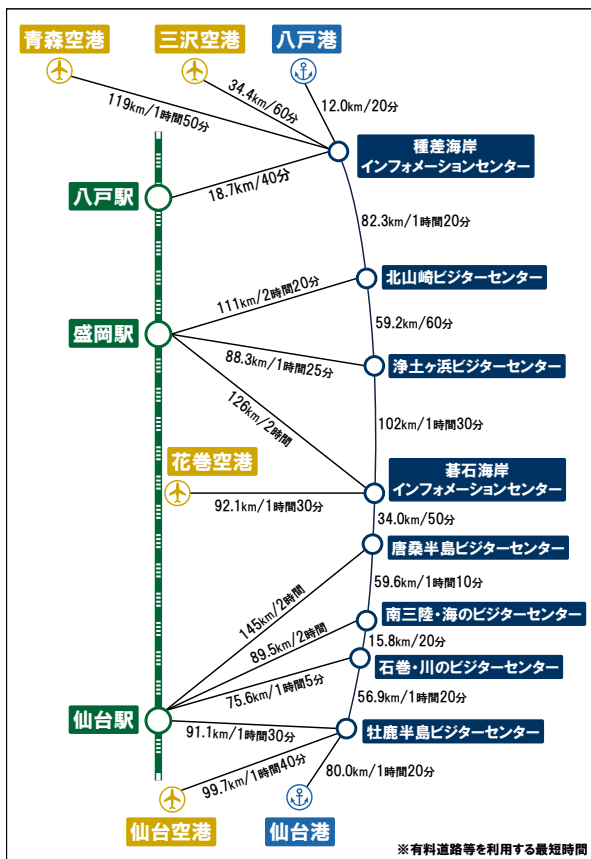 青森空港
三沢空港
八戸港
119km/1時間50分
34.4km/60分
12.0km/20分
種差海岸
インフォメーションセンター
八戸駅
18.7km/40分
82.3km/1時間20分
北山崎ビジターセンター
111km/2時間20分
59.2km/60分
盛岡駅
88.3km/1時間25分
浄土ヶ浜ビジターセンター
126km/2時間
102km/1時間30分
花巻空港
碁石海岸
インフォメーションセンター
92.1km/1時間30分
34.0km/50分
唐桑半島ビジターセンター
145km/2時間
59.6km/1時間10分
南三陸・海のビジターセンター
89.5km/2時間
15.8km/20分
石巻・川のビジターセンター
75.6km/1時間5分
56.9km/1時間20分
仙台駅
91.1km/1時間30分
牡鹿半島ビジターセンター
99.7km/1時間40分
80.0km/1時間20分
仙台空港
仙台港
※有料道路等を利用する最短時間